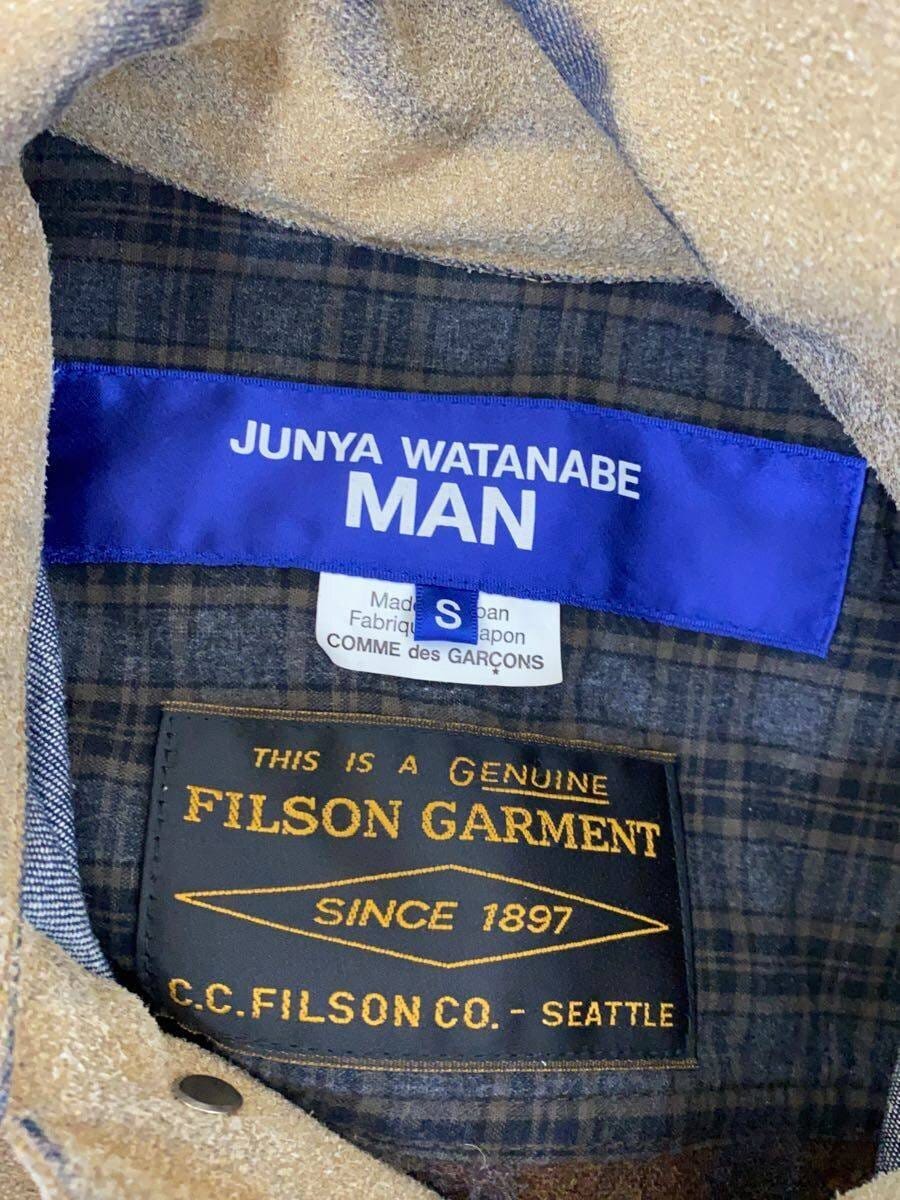 JUNYA WATANABE
MAN
S
COMME des GARÇONS
THIS IS A GENUINE
FILSON GARMENT
SINCE 1897
C.C.FILSON CO. - SEATTLE